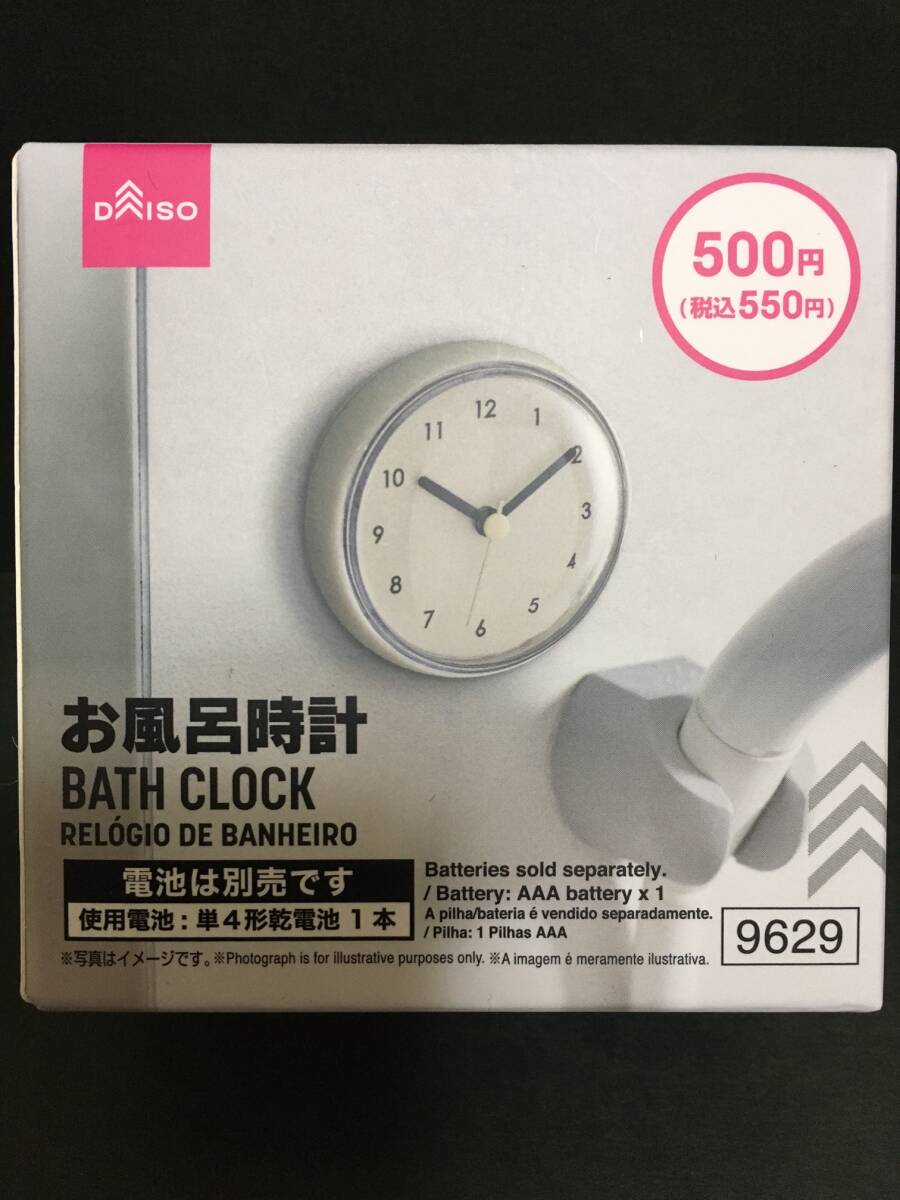 DAISO
500円
(税込550円)
12
1
2
3
4
5
6
7
8
9
10
11
お風呂時計
BATH CLOCK
RELÓGIO DE BANHEIRO
電池は別売です
使用電池:単4形乾電池 1本
Batteries sold separately.
/ Battery: AAA battery x 1
A pilha/bateria é vendido separadamente.
/ Pilha: 1 Pilhas AAA
9629
※写真はイメージです。※Photograph is for illustrative purposes only. ※A imagem é meramente ilustrativa.